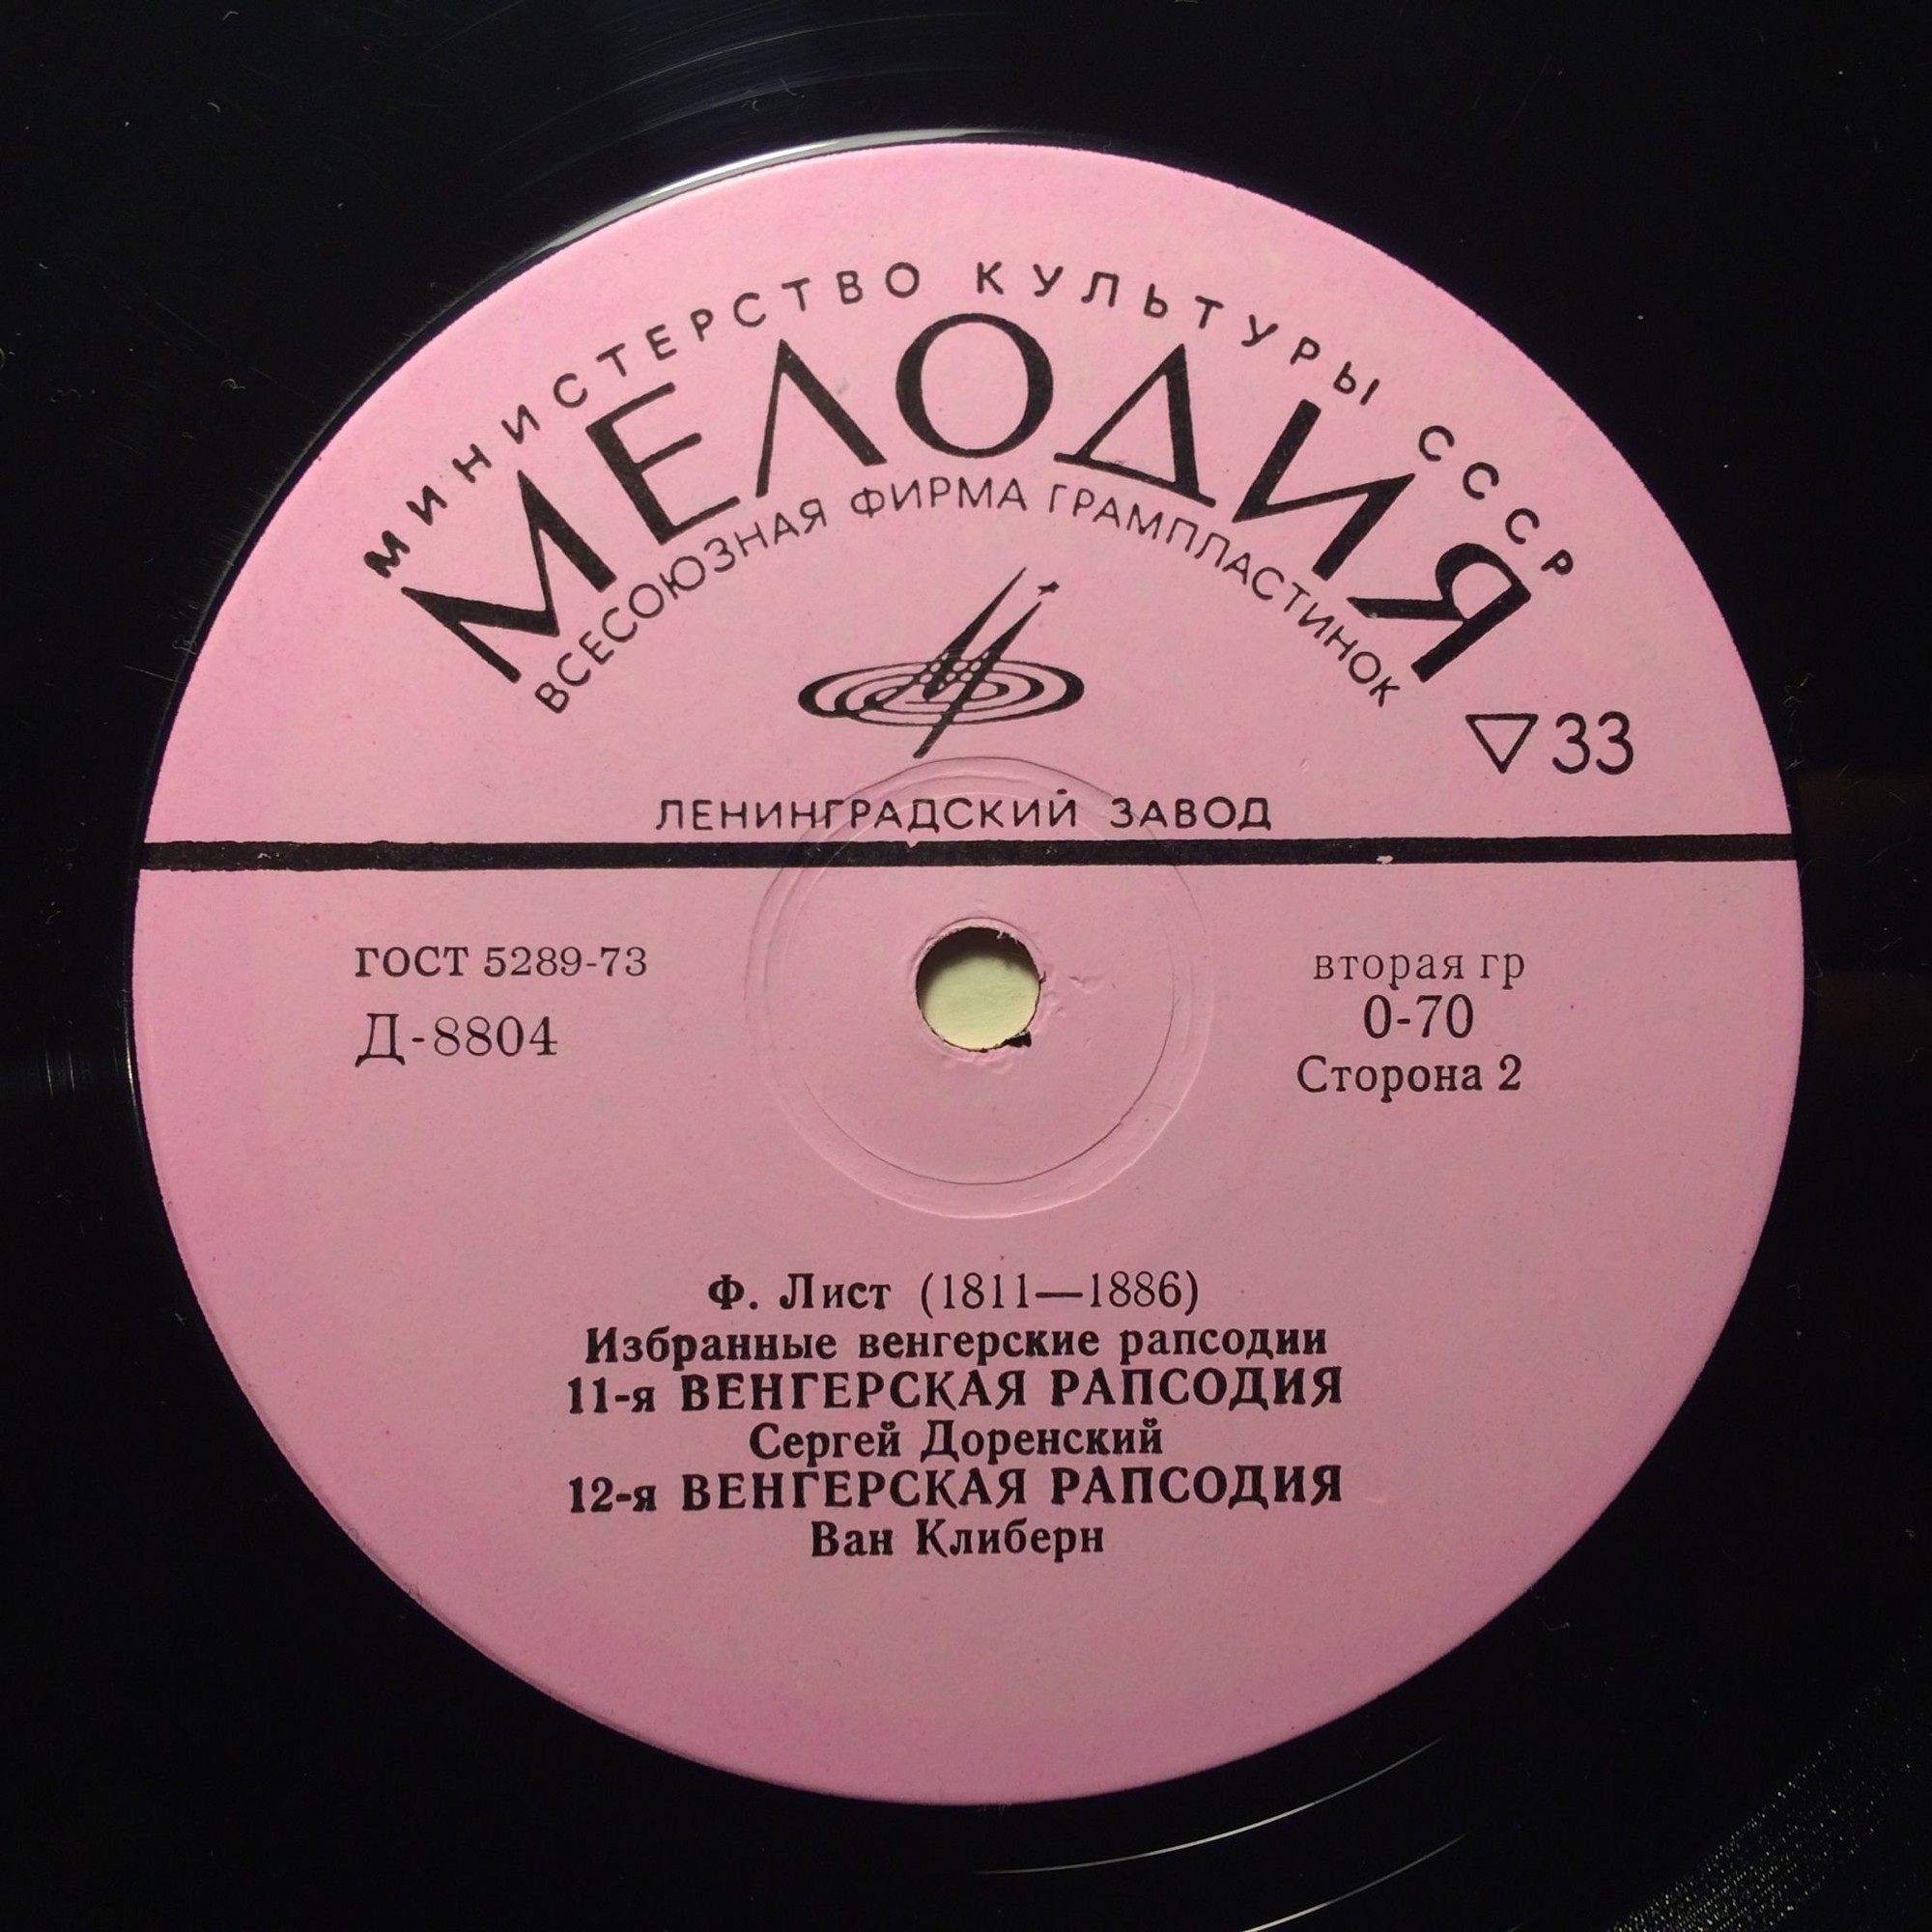 МИНИСТЕРСТВО КУЛЬТУРЫ СССР
МЕЛОДИЯ
ВСЕСОЮЗНАЯ ФИРМА ГРАМПЛАСТИНОК
▽33
ЛЕНИНГРАДСКИЙ ЗАВОД
ГОСТ 5289-73
Д-8804
вторая гр
0-70
Сторона 2
Ф. Лист (1811—1886)
Избранные венгерские рапсодии
11-я ВЕНГЕРСКАЯ РАПСОДИЯ
Сергей Доренский
12-я ВЕНГЕРСКАЯ РАПСОДИЯ
Ван Клиберн